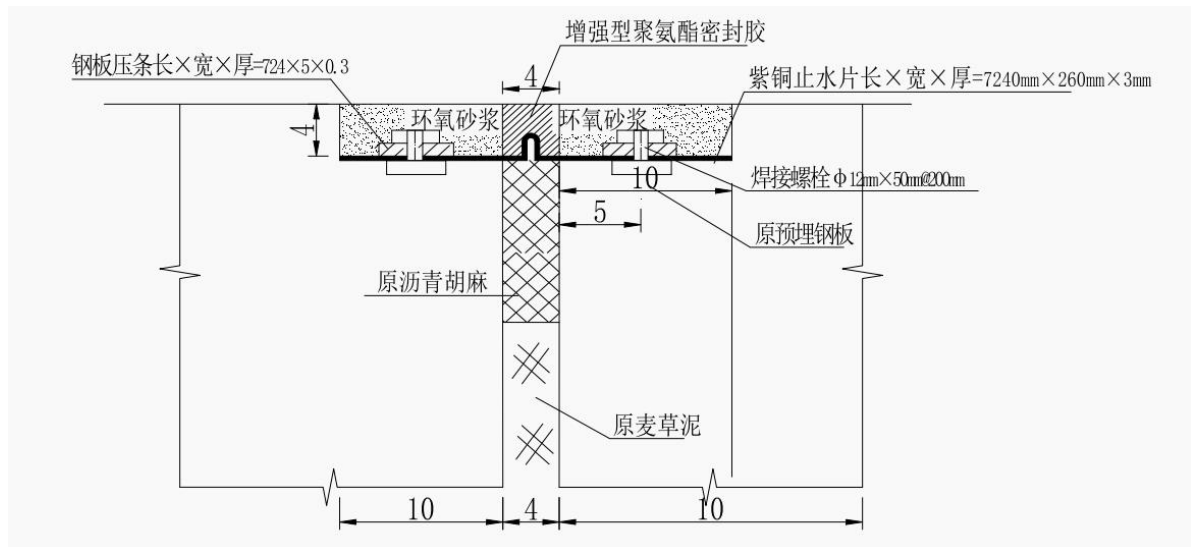 增强型聚氨酯密封胶
钢板压条长×宽×厚=724×5×0.3
4
紫铜止水片长×宽×厚=7240mm×260mm×3mm
4
环氧砂浆
环氧砂浆
焊接螺栓φ12mm×50mm@200mm
10
5
原预埋钢板
原沥青胡麻
原麦草泥
10
4
10